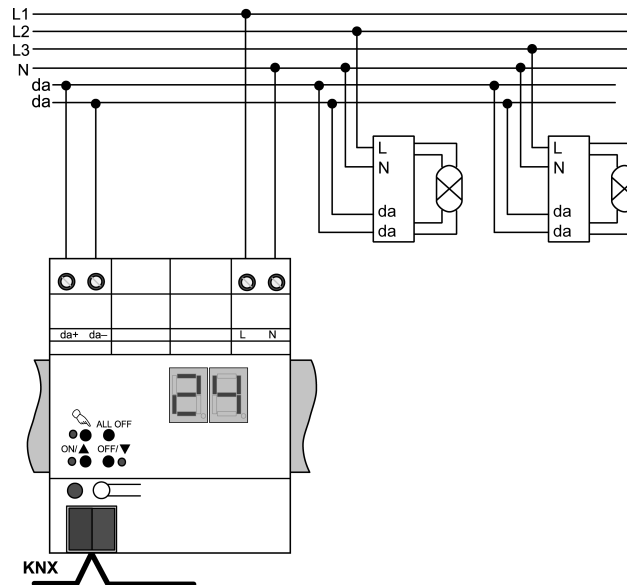 L1
L2
L3
N
da
da
L
N
da
da
L
N
da
da
da+ da– L N
24
ALL OFF
ON/▲ OFF/▼
KNX